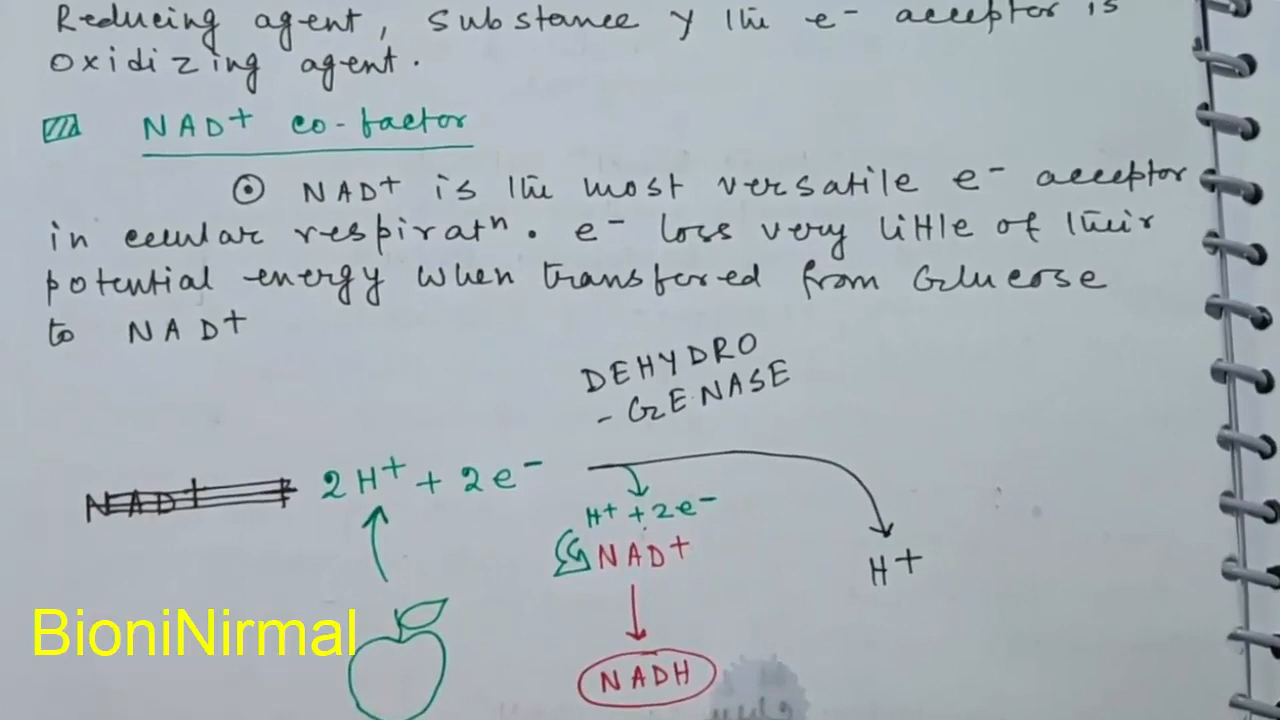 Reducing agent, substance y the e- acceptor is
oxidizing agent.
NAD+ co-factor
⊙ NAD+ is the most versatile e- acceptor
in cellular respiratn. e- loss very little of their
potential energy when transferred from Glucose
to NAD+
DEHYDRO
-GENASE
NAD+ 2H+ + 2e-
H+ + 2e-
NAD+
H+
BioniNirmal
NADH